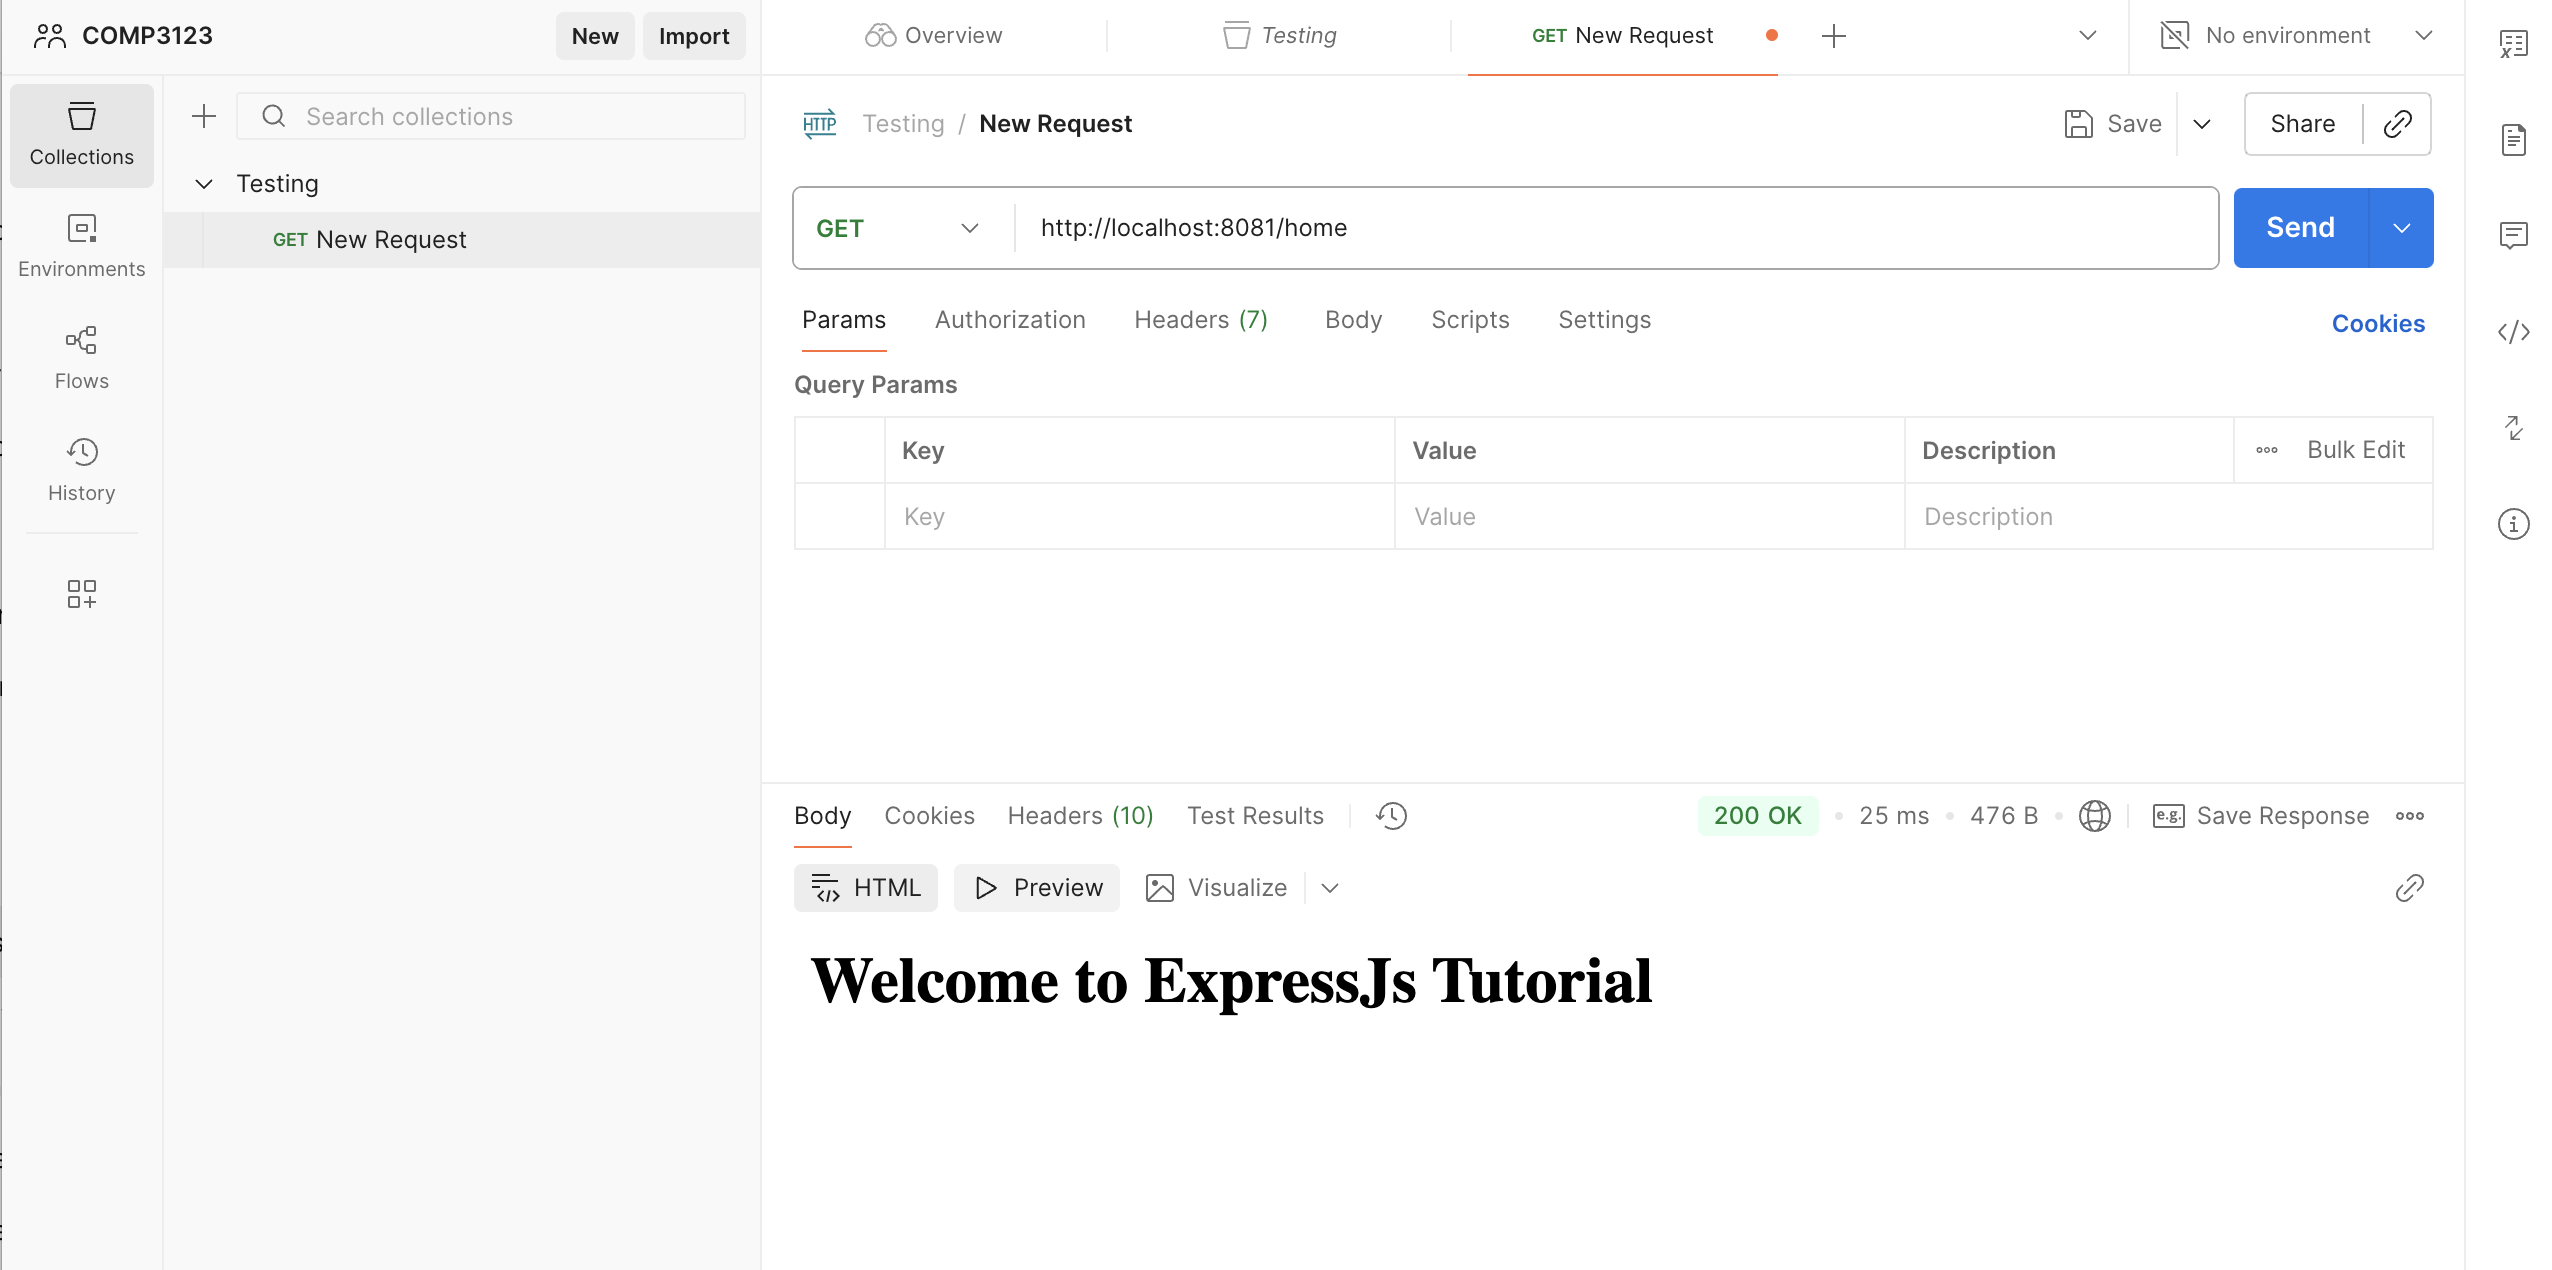 COMP3123
New
Import
Overview
Testing
GET New Request
No environment
Collections
Search collections
HTTP
Testing / New Request
Save
Share
Testing
GET New Request
Environments
GET
http://localhost:8081/home
Send
Params
Authorization
Headers (7)
Body
Scripts
Settings
Cookies
Flows
Query Params
Key
Value
Description
Bulk Edit
History
Key
Value
Description
Body
Cookies
Headers (10)
Test Results
200 OK
25 ms
476 B
e.g.
Save Response
HTML
Preview
Visualize
Welcome to ExpressJs Tutorial